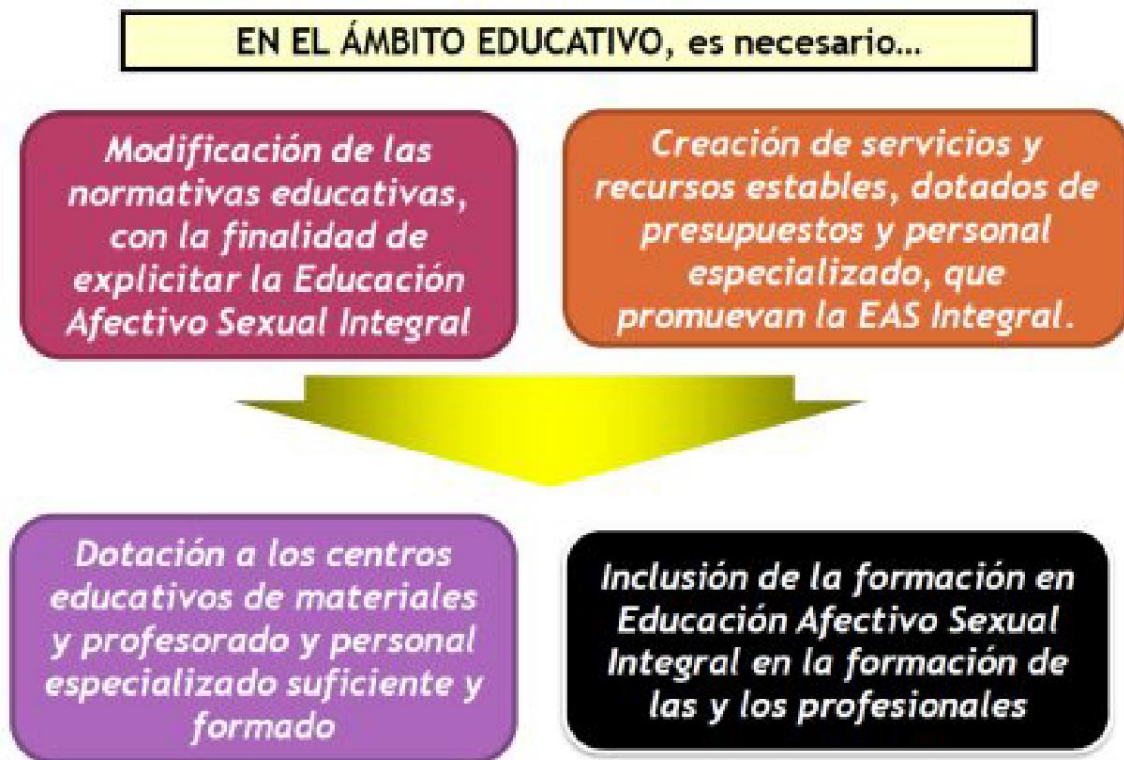 EN EL ÁMBITO EDUCATIVO, es necesario...
Modificación de las
normativas educativas,
con la finalidad de
explicitar la Educación
Afectivo Sexual Integral
Creación de servicios y
recursos estables, dotados de
presupuestos y personal
especializado, que
promuevan la EAS Integral.
Dotación a los centros
educativos de materiales
y profesorado y personal
especializado suficiente y
formado
Inclusión de la formación en
Educación Afectivo Sexual
Integral en la formación de
las y los profesionales